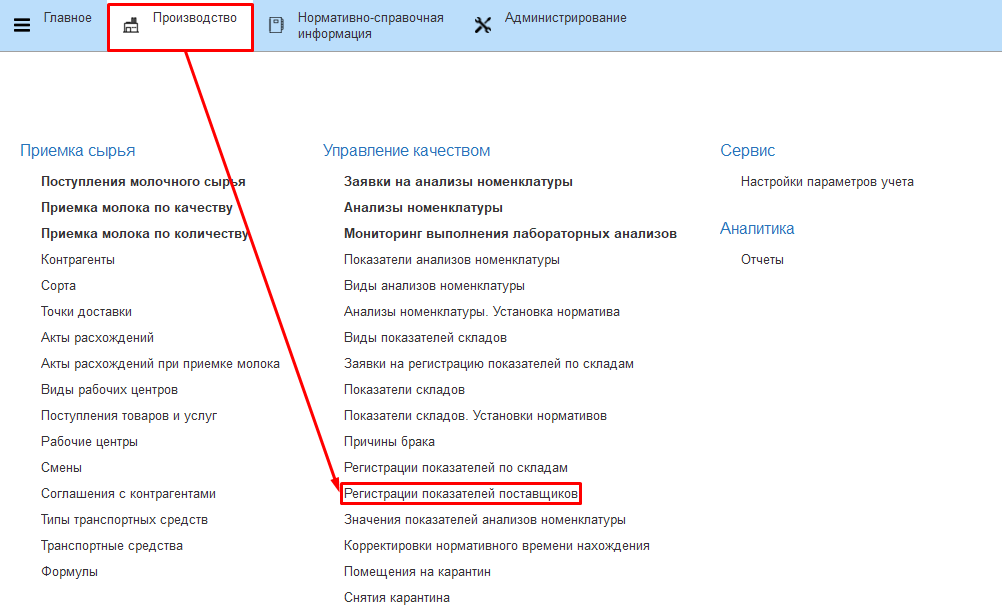 Главное
Производство
Нормативно-справочная
информация
Администрирование
Приемка сырья
Поступления молочного сырья
Приемка молока по качеству
Приемка молока по количеству
Контрагенты
Сорта
Точки доставки
Акты расхождений
Акты расхождений при приемке молока
Виды рабочих центров
Поступления товаров и услуг
Рабочие центры
Смены
Соглашения с контрагентами
Типы транспортных средств
Транспортные средства
Формулы
Управление качеством
Заявки на анализы номенклатуры
Анализы номенклатуры
Мониторинг выполнения лабораторных анализов
Показатели анализов номенклатуры
Виды анализов номенклатуры
Анализы номенклатуры. Установка норматива
Виды показателей складов
Заявки на регистрацию показателей по складам
Показатели складов
Показатели складов. Установки нормативов
Причины брака
Регистрации показателей по складам
Регистрации показателей поставщиков
Значения показателей анализов номенклатуры
Корректировки нормативного времени нахождения
Помещения на карантин
Снятия карантина
Сервис
Настройки параметров учета
Аналитика
Отчеты